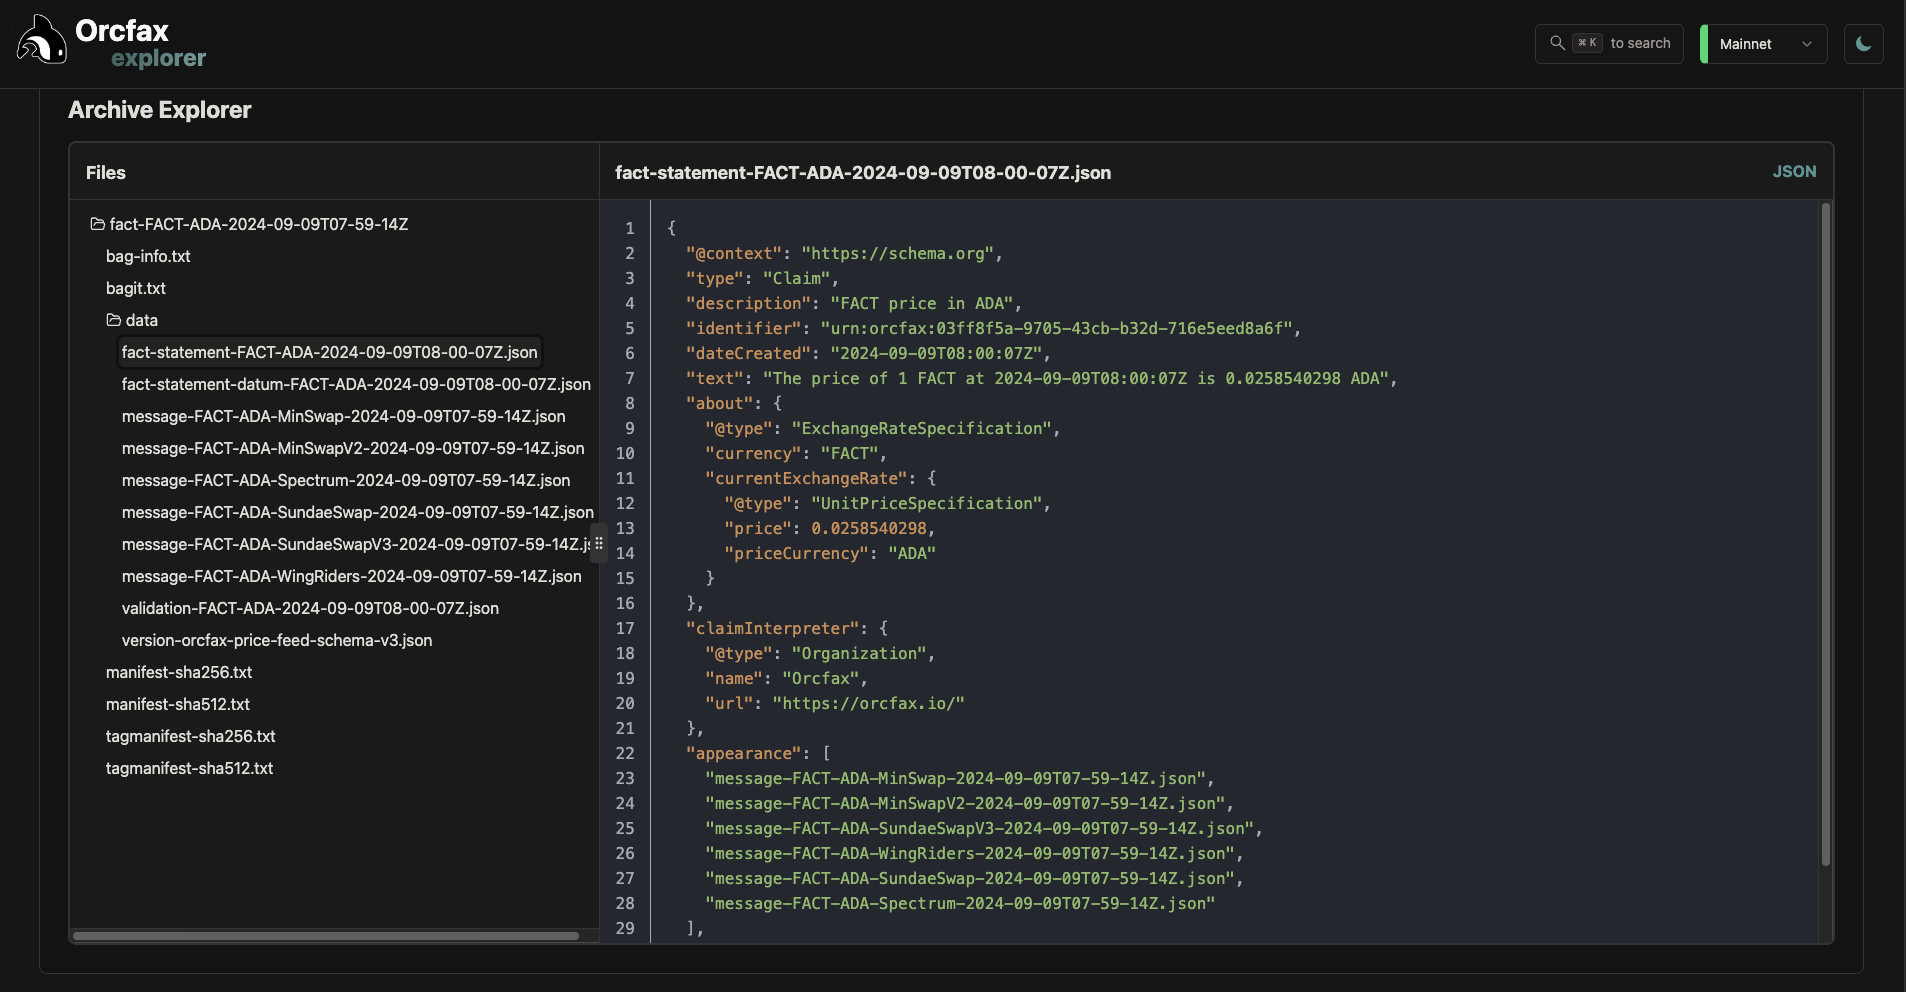 Orcfax
explorer
⌘ K to search
Mainnet
Archive Explorer
Files
fact-FACT-ADA-2024-09-09T07-59-14Z
bag-info.txt
bagit.txt
data
fact-statement-FACT-ADA-2024-09-09T08-00-07Z.json
fact-statement-datum-FACT-ADA-2024-09-09T08-00-07Z.json
message-FACT-ADA-MinSwap-2024-09-09T07-59-14Z.json
message-FACT-ADA-MinSwapV2-2024-09-09T07-59-14Z.json
message-FACT-ADA-Spectrum-2024-09-09T07-59-14Z.json
message-FACT-ADA-SundaeSwap-2024-09-09T07-59-14Z.json
message-FACT-ADA-SundaeSwapV3-2024-09-09T07-59-14Z.js
message-FACT-ADA-WingRiders-2024-09-09T07-59-14Z.json
validation-FACT-ADA-2024-09-09T08-00-07Z.json
version-orcfax-price-feed-schema-v3.json
manifest-sha256.txt
manifest-sha512.txt
tagmanifest-sha256.txt
tagmanifest-sha512.txt
fact-statement-FACT-ADA-2024-09-09T08-00-07Z.json
JSON
1 {
2 "@context": "https://schema.org",
3 "type": "Claim",
4 "description": "FACT price in ADA",
5 "identifier": "urn:orcfax:03ff8f5a-9705-43cb-b32d-716e5eed8a6f",
6 "dateCreated": "2024-09-09T08:00:07Z",
7 "text": "The price of 1 FACT at 2024-09-09T08:00:07Z is 0.0258540298 ADA",
8 "about": {
9 "@type": "ExchangeRateSpecification",
10 "currency": "FACT",
11 "currentExchangeRate": {
12 "@type": "UnitPriceSpecification",
13 "price": 0.0258540298,
14 "priceCurrency": "ADA"
15 }
16 },
17 "claimInterpreter": {
18 "@type": "Organization",
19 "name": "Orcfax",
20 "url": "https://orcfax.io/"
21 },
22 "appearance": [
23 "message-FACT-ADA-MinSwap-2024-09-09T07-59-14Z.json",
24 "message-FACT-ADA-MinSwapV2-2024-09-09T07-59-14Z.json",
25 "message-FACT-ADA-SundaeSwapV3-2024-09-09T07-59-14Z.json",
26 "message-FACT-ADA-WingRiders-2024-09-09T07-59-14Z.json",
27 "message-FACT-ADA-SundaeSwap-2024-09-09T07-59-14Z.json",
28 "message-FACT-ADA-Spectrum-2024-09-09T07-59-14Z.json"
29 ],